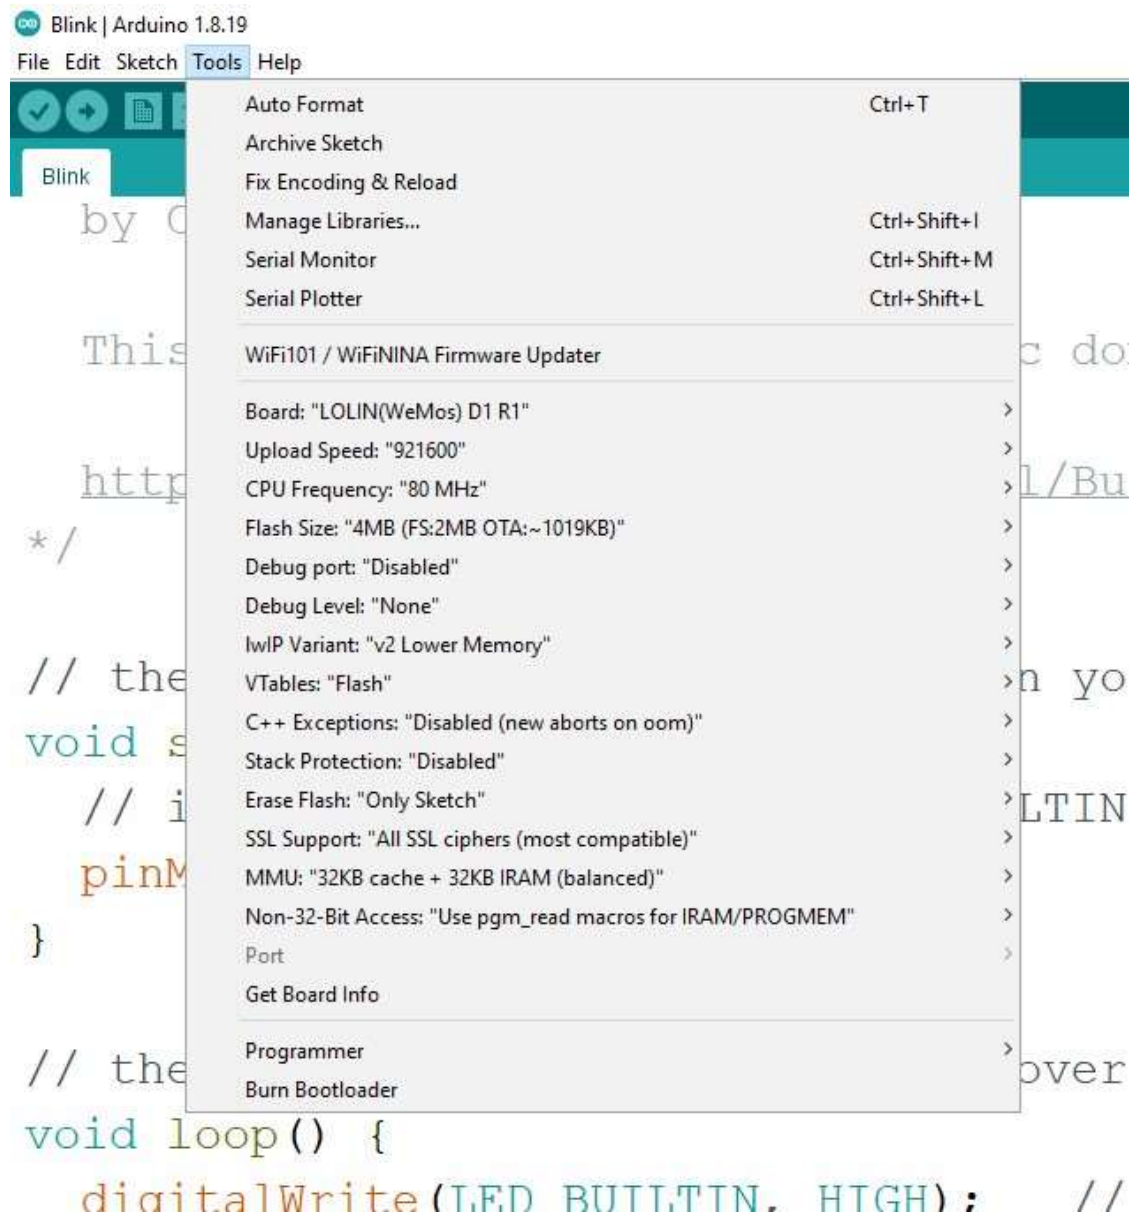 Blink | Arduino 1.8.19
File Edit Sketch Tools Help
Auto Format Ctrl+T
Archive Sketch
Blink
Fix Encoding & Reload
by
Manage Libraries... Ctrl+Shift+I
Serial Monitor Ctrl+Shift+M
Serial Plotter Ctrl+Shift+L
This
WiFi101 / WiFiNINA Firmware Updater
Board: "LOLIN(WeMos) D1 R1"
Upload Speed: "921600"
http
CPU Frequency: "80 MHz"
Flash Size: "4MB (FS:2MB OTA:~1019KB)"
*/
Debug port: "Disabled"
Debug Level: "None"
lwIP Variant: "v2 Lower Memory"
// the
VTables: "Flash"
C++ Exceptions: "Disabled (new aborts on oom)"
void s
Stack Protection: "Disabled"
Erase Flash: "Only Sketch"
// i LTIN
SSL Support: "All SSL ciphers (most compatible)"
pinM
MMU: "32KB cache + 32KB IRAM (balanced)"
Non-32-Bit Access: "Use pgm_read macros for IRAM/PROGMEM"
}
Port
Get Board Info
Programmer
// the over
Burn Bootloader
void loop() {
digitalWrite(LED_BUILTIN, HIGH); //